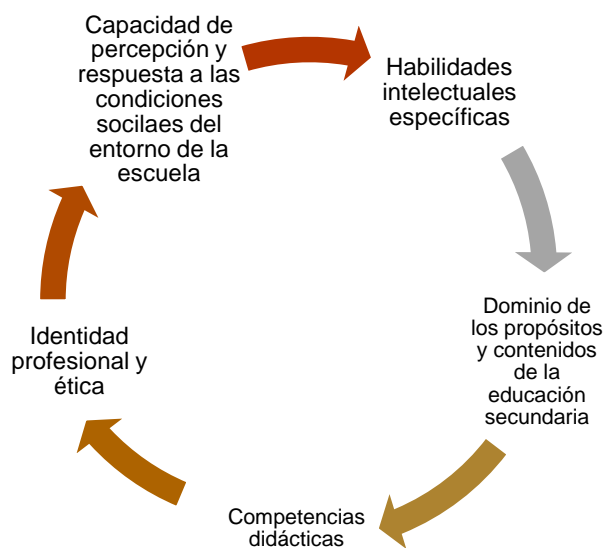 Capacidad de
percepción y
respuesta a las
condiciones
socilaes del
entorno de la
escuela
Habilidades
intelectuales
específicas
Dominio de
los propósitos
y contenidos
de la
educación
secundaria
Competencias
didácticas
Identidad
profesional y
ética